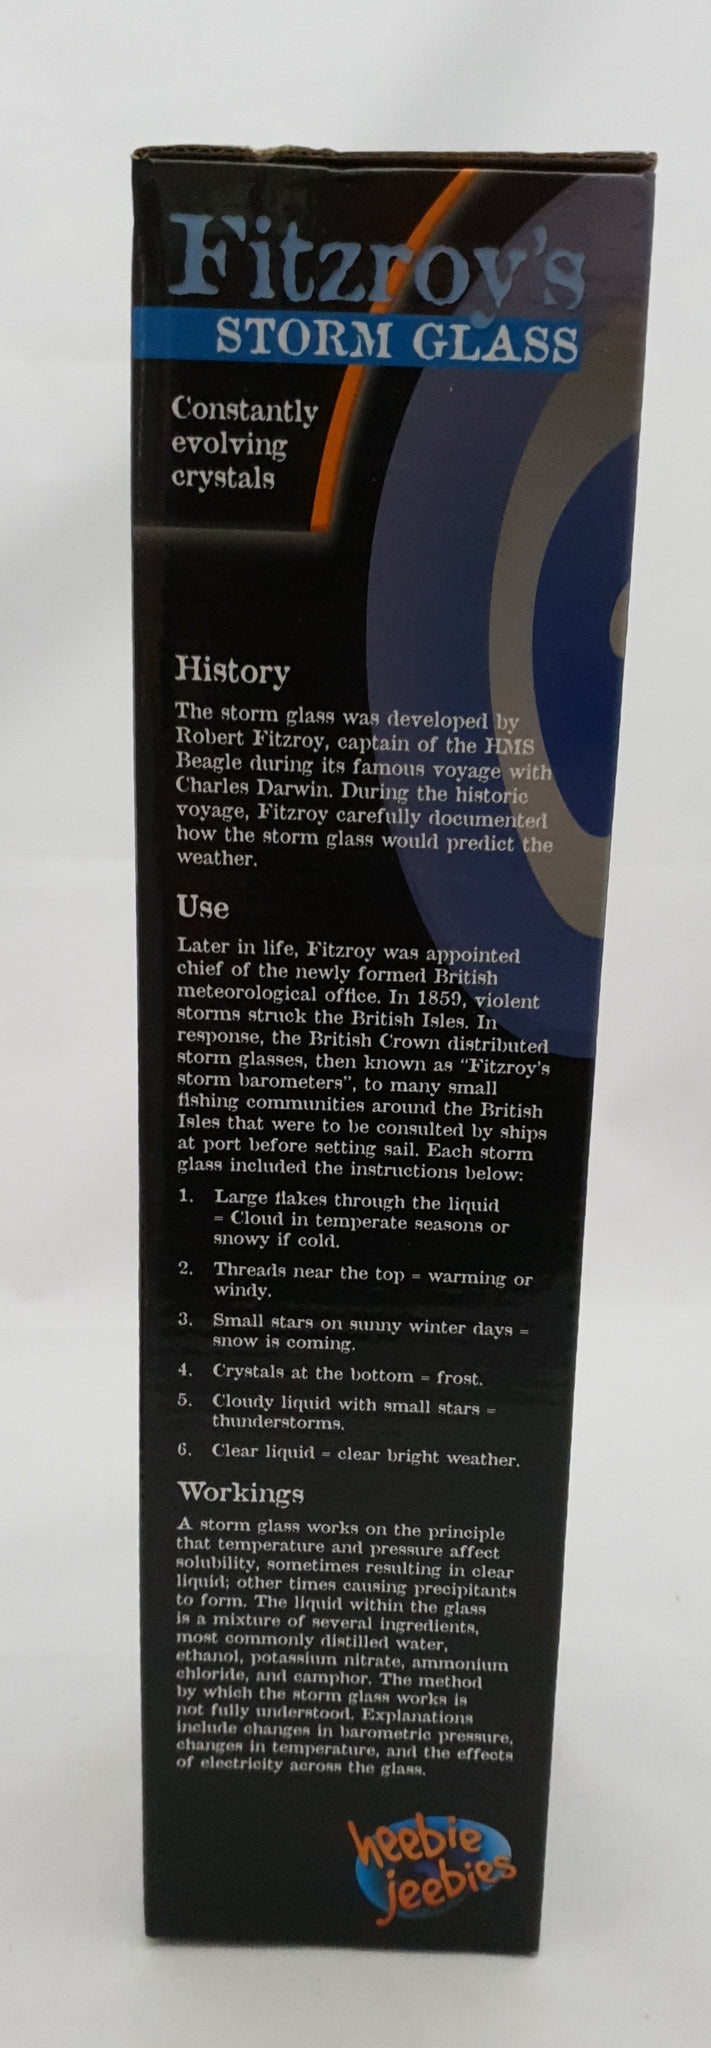 Fitzroy's
STORM GLASS
Constantly
evolving
crystals
History
The storm glass was developed by
Robert Fitzroy, captain of the HMS
Beagle during its famous voyage with
Charles Darwin. During the historic
voyage, Fitzroy carefully documented
how the storm glass would predict the
weather.
Use
Later in life, Fitzroy was appointed
chief of the newly formed British
meteorological office. In 1859, violent
storms struck the British Isles. In
response, the British Crown distributed
storm glasses, then known as "Fitzroy's
storm barometers", to many small
fishing communities around the British
Isles that were to be consulted by ships
at port before setting sail. Each storm
glass included the instructions below:
1. Large flakes through the liquid
= Cloud in temperate seasons or
snowy if cold.
2. Threads near the top = warming or
windy.
3. Small stars on sunny winter days =
snow is coming.
4. Crystals at the bottom = frost.
5. Cloudy liquid with small stars =
thunderstorms.
6. Clear liquid = clear bright weather.
Workings
A storm glass works on the principle
that temperature and pressure affect
solubility, sometimes resulting in clear
liquid; other times causing precipitants
to form. The liquid within the glass
is a mixture of several ingredients,
most commonly distilled water,
ethanol, potassium nitrate, ammonium
chloride, and camphor. The method
by which the storm glass works is
not fully understood. Explanations
include changes in barometric pressure,
changes in temperature, and the effects
of electricity across the glass.
heebie
jeebies